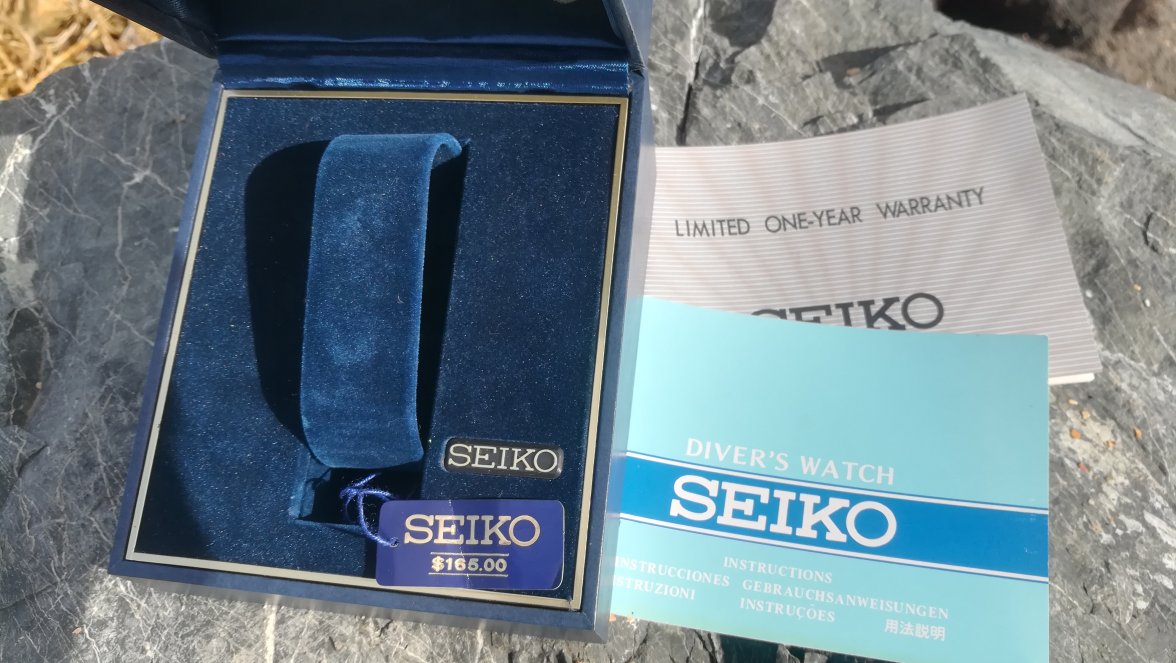 SEIKO
SEIKO
$165.00
LIMITED ONE-YEAR WARRANTY
SEIKO
DIVER'S WATCH
SEIKO
INSTRUCTIONS
INSTRUCCIONES GEBRAUCHSANWEISUNGEN
ISTRUZIONI INSTRUÇÕES
用法説明